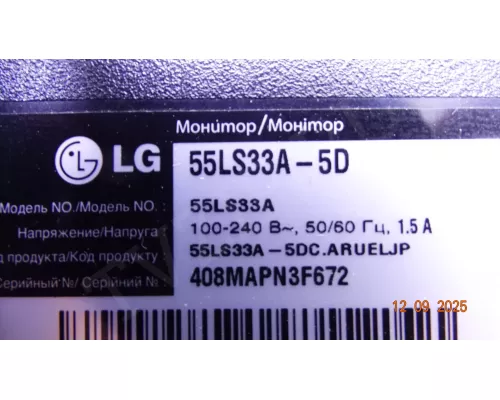 Монитор/Монітор
LG 55LS33A-5D
Модель NO./Модель NO.: 55LS33A
Напряжение/Напруга 100-240 В~, 50/60 Гц, 1.5 A
д продукта/Код продукту 55LS33A-5DC.ARUELJP
Серийный №/ Серійний №: 408MAPN3F672
12 09 2025